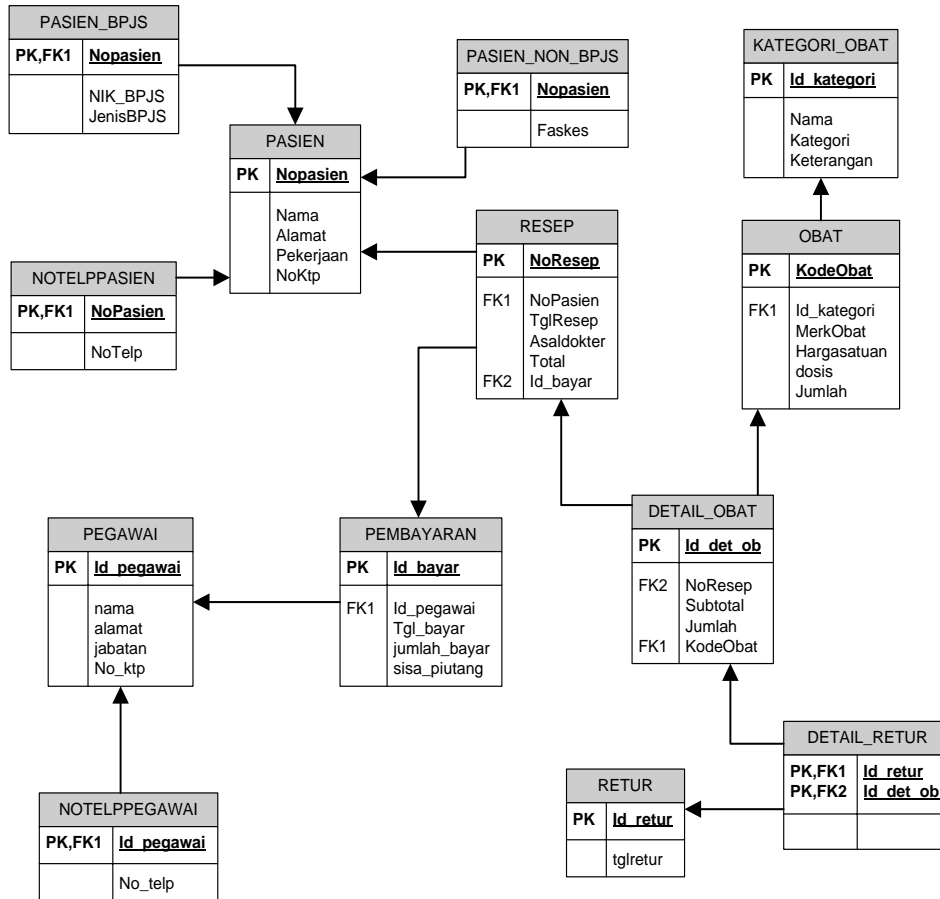 PASIEN_BPJS
PK,FK1 Nopasien
NIK_BPJS
JenisBPJS
PASIEN_NON_BPJS
PK,FK1 Nopasien
Faskes
KATEGORI_OBAT
PK Id_kategori
Nama
Kategori
Keterangan
PASIEN
PK Nopasien
Nama
Alamat
Pekerjaan
NoKtp
RESEP
PK NoResep
FK1 NoPasien
TglResep
Asaldokter
Total
FK2 Id_bayar
OBAT
PK KodeObat
FK1 Id_kategori
MerkObat
Hargasatuan
dosis
Jumlah
NOTELPPASIEN
PK,FK1 NoPasien
NoTelp
PEGAWAI
PK Id_pegawai
nama
alamat
jabatan
No_ktp
PEMBAYARAN
PK Id_bayar
FK1 Id_pegawai
Tgl_bayar
jumlah_bayar
sisa_piutang
DETAIL_OBAT
PK Id_det_ob
FK2 NoResep
Subtotal
Jumlah
FK1 KodeObat
DETAIL_RETUR
PK,FK1 Id_retur
PK,FK2 Id_det_ob
RETUR
PK Id_retur
tglretur
NOTELPPEGAWAI
PK,FK1 Id_pegawai
No_telp